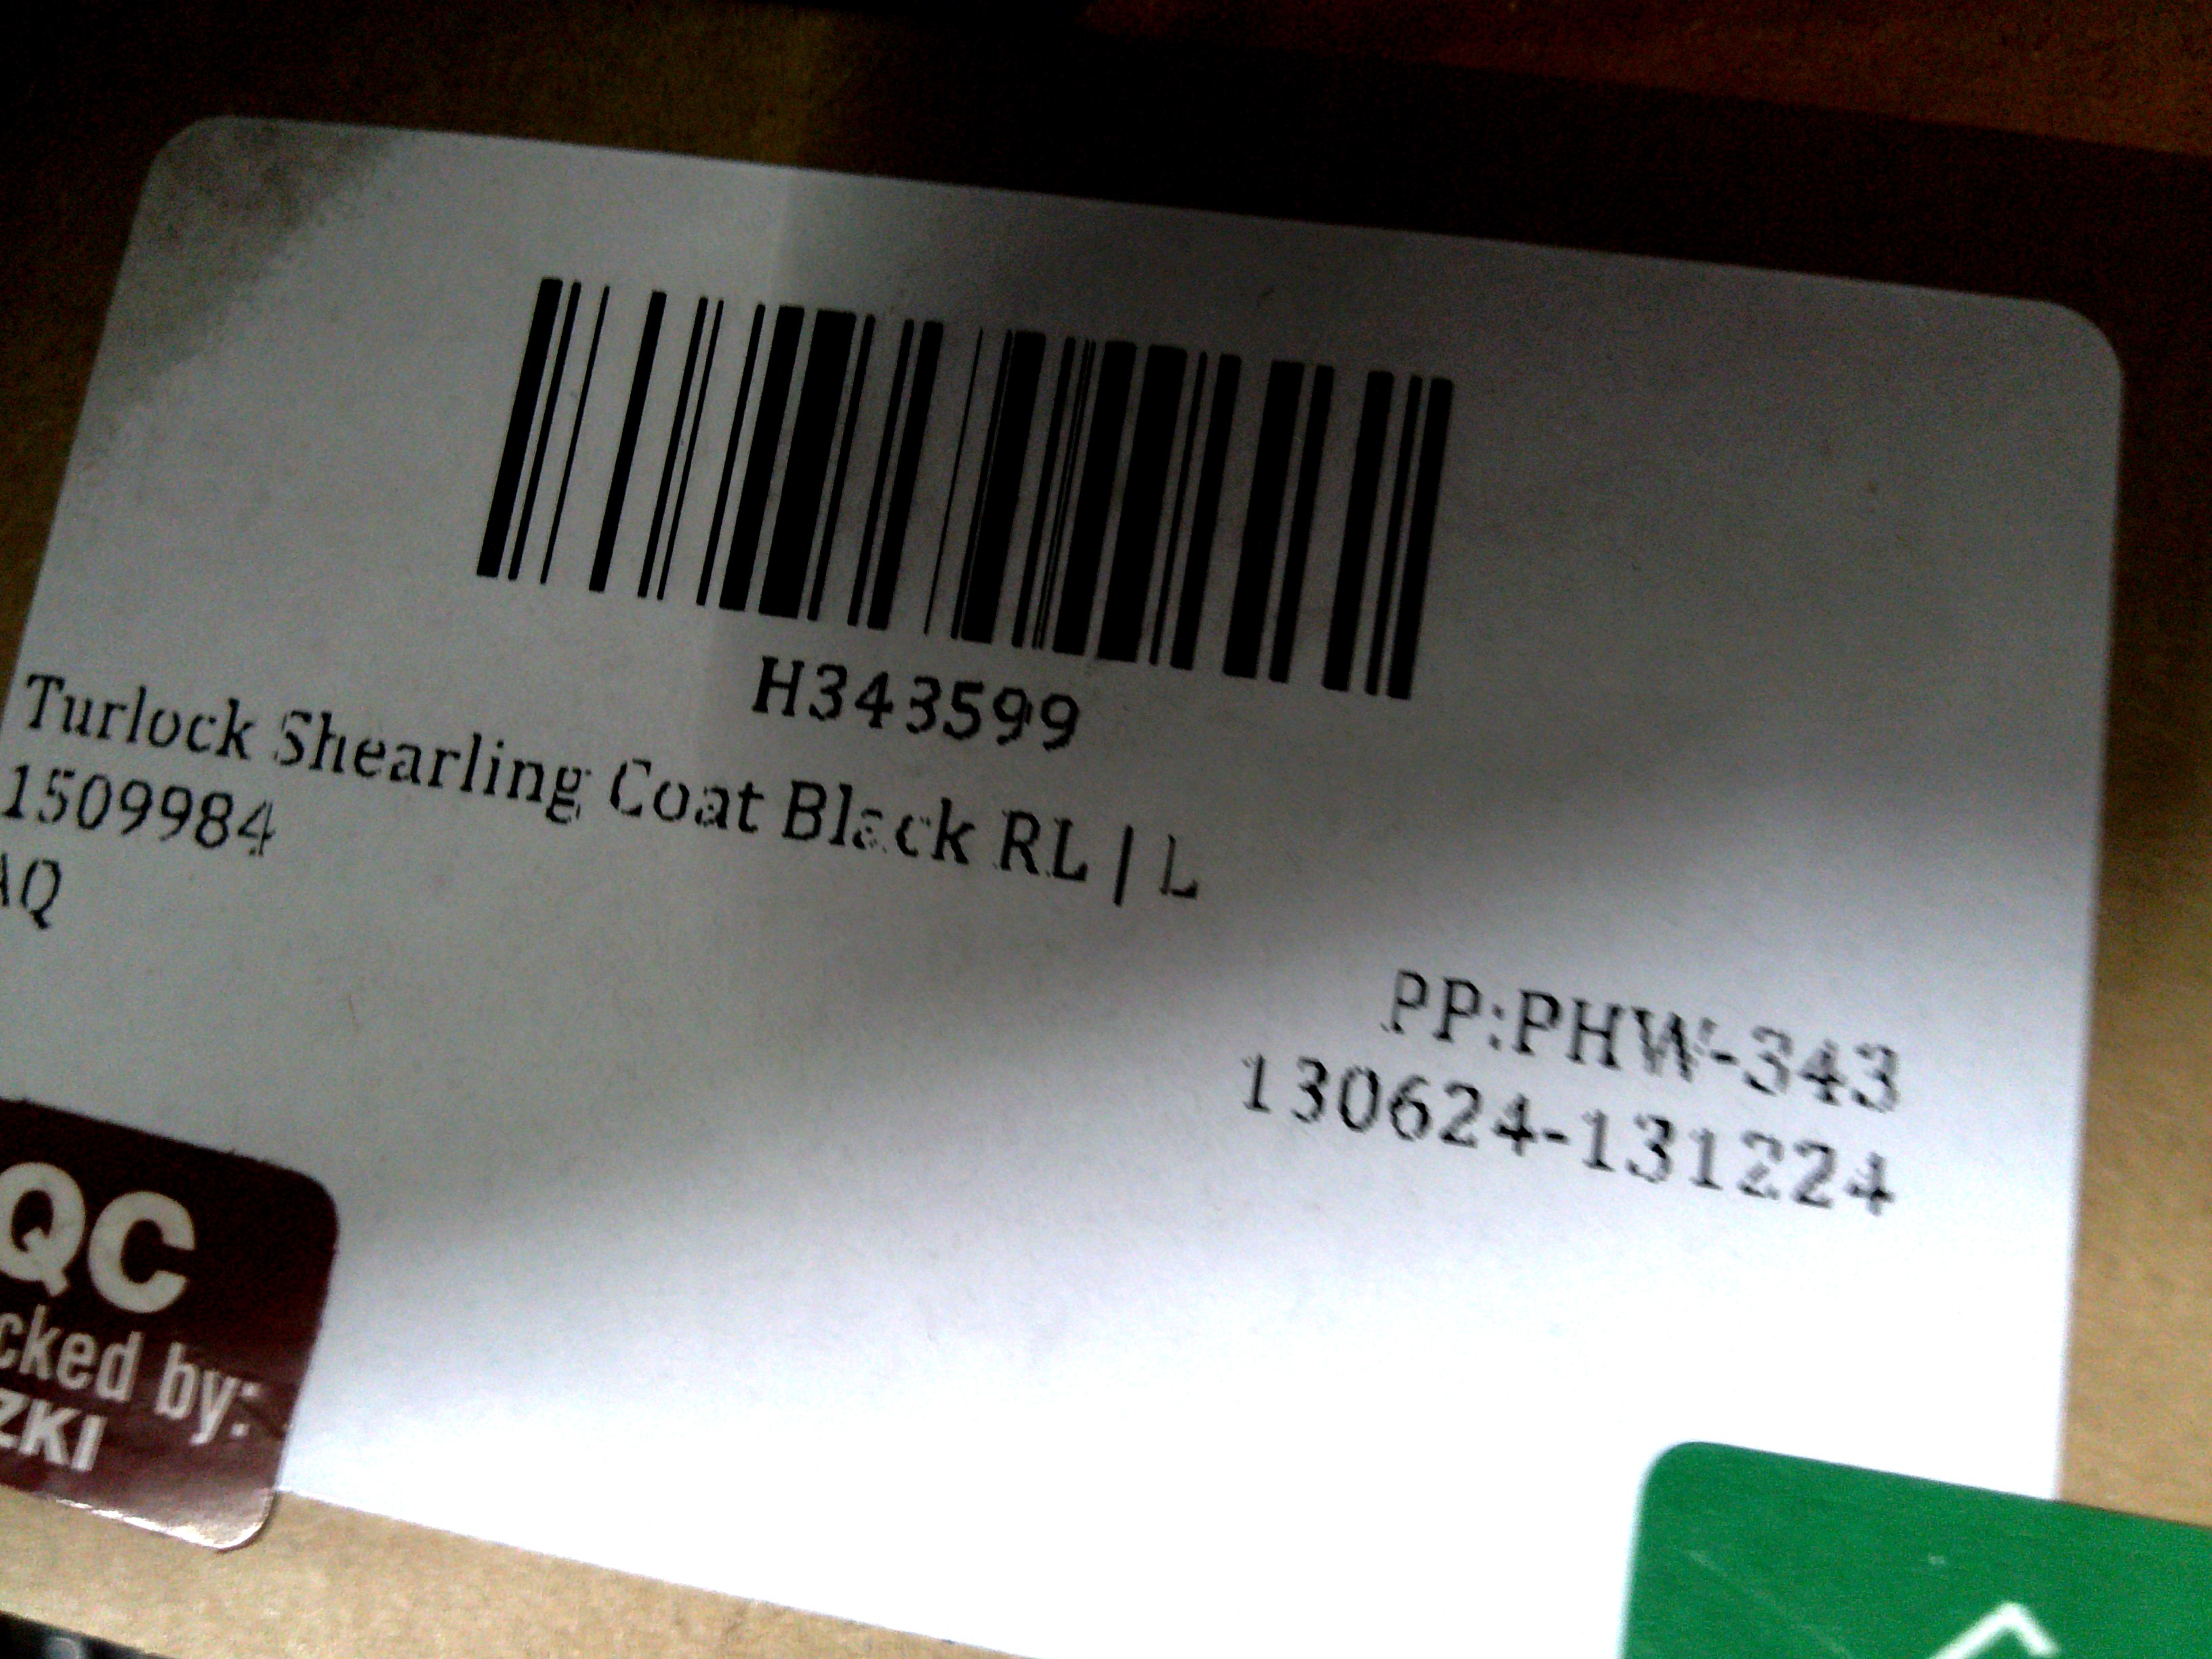 H343599
Turlock Shearling Coat Black RL | L
1509984
AQ
PP:PHW-343
130624-131224
QC
cked by:
ZKI